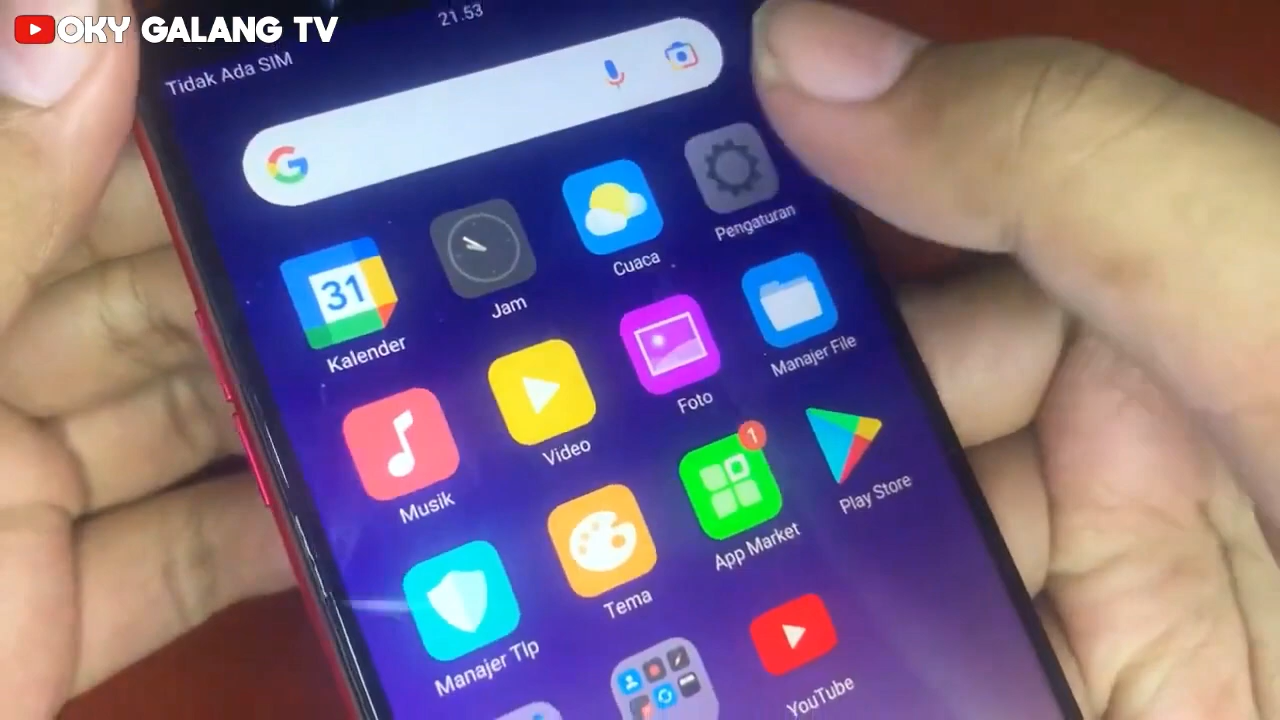 OKY GALANG TV
21.53
Tidak Ada SIM
G
31
Kalender
Jam
Cuaca
Pengaturan
Musik
Video
Foto
Manajer File
Manajer Tlp
Tema
1
App Market
Play Store
YouTube